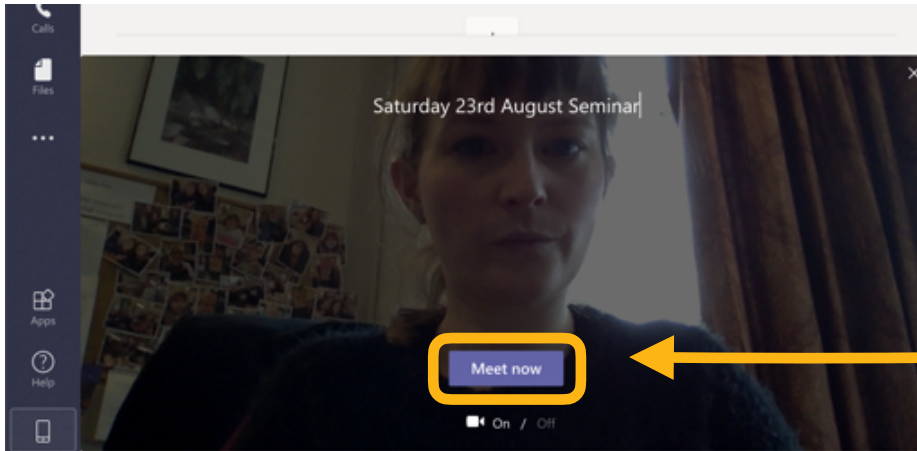 Calls
Files
Saturday 23rd August Seminar
Apps
Meet now
Help
On / Off